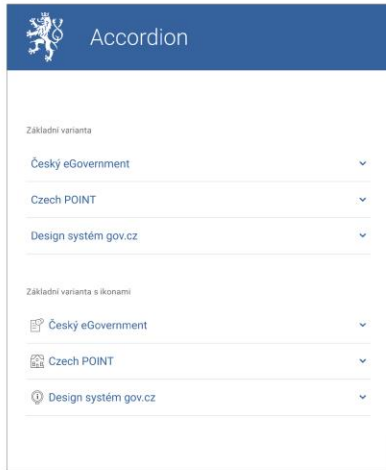 Accordion
Základní varianta
Český eGovernment
Czech POINT
Design systém gov.cz
Základní varianta s ikonami
Český eGovernment
Czech POINT
Design systém gov.cz